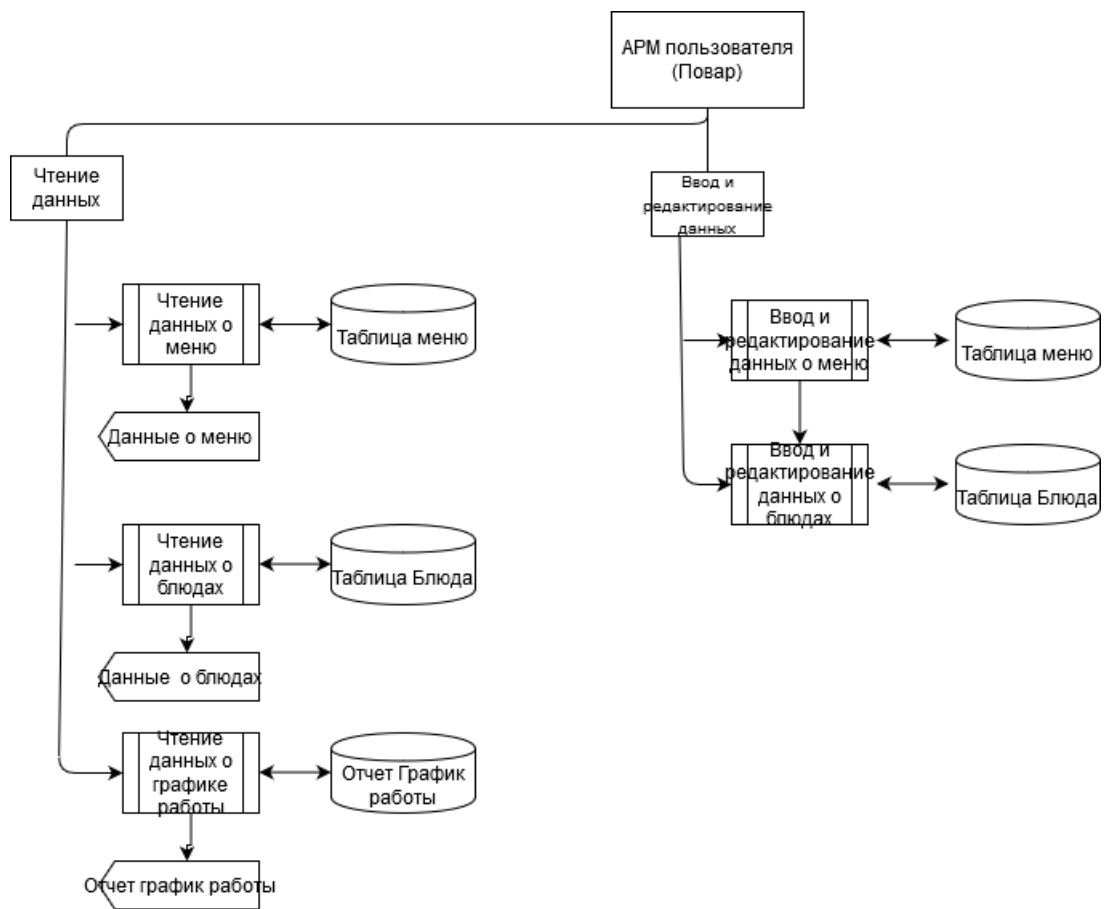 АРМ пользователя
(Повар)
Чтение
данных
Ввод и
редактирование
данных
Чтение
данных о
меню
Таблица меню
Данные о меню
Ввод и
редактирование
данных о меню
Таблица меню
Ввод и
редактирование
данных о
блюдах
Таблица Блюда
Чтение
данных о
блюдах
Таблица Блюда
Данные  о блюдах
Чтение
данных о
графике
работы
Отчет График
работы
Отчет график работы